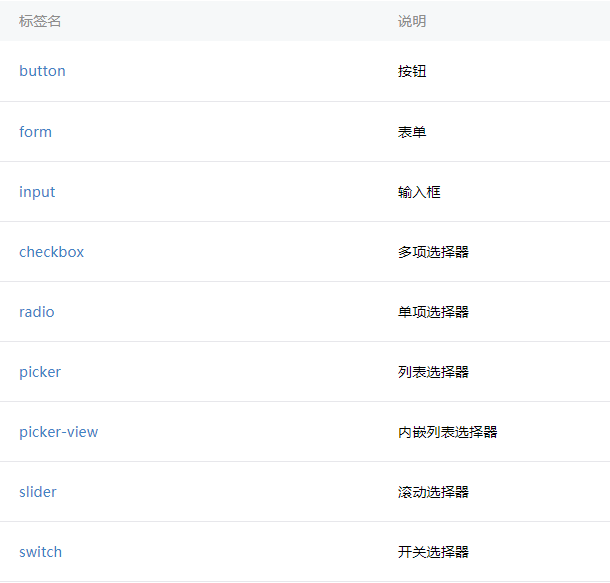 标签名 说明
button 按钮
form 表单
input 输入框
checkbox 多项选择器
radio 单项选择器
picker 列表选择器
picker-view 内嵌列表选择器
slider 滚动选择器
switch 开关选择器